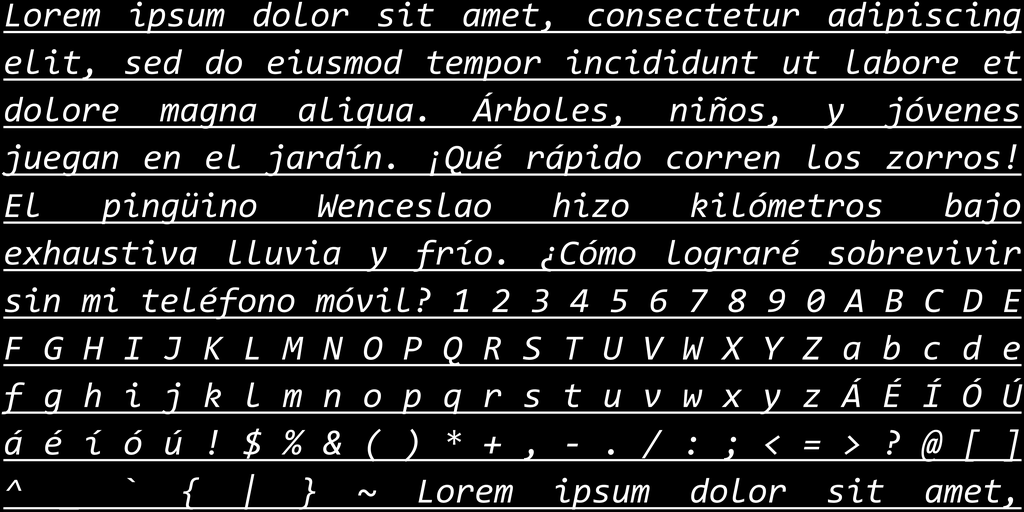 Lorem ipsum dolor sit amet, consectetur adipiscing
elit, sed do eiusmod tempor incididunt ut labore et
dolore magna aliqua. Árboles, niños, y jóvenes
juegan en el jardín. ¡Qué rápido corren los zorros!
El pingüino Wenceslao hizo kilómetros bajo
exhaustiva lluvia y frío. ¿Cómo lograré sobrevivir
sin mi teléfono móvil? 1 2 3 4 5 6 7 8 9 0 A B C D E
F G H I J K L M N O P Q R S T U V W X Y Z a b c d e
f g h i j k l m n o p q r s t u v w x y z Á É Í Ó Ú
á é í ó ú ! $ % & ( ) * + , - . / : ; < = > ? @ [ ]
^ _ ` { | } ~ Lorem ipsum dolor sit amet,